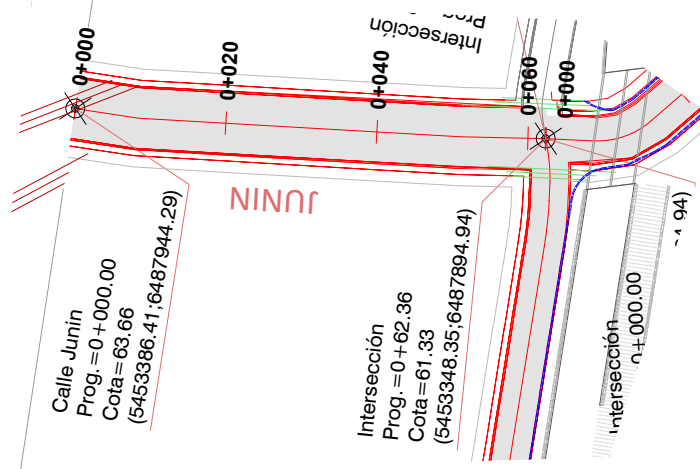 0+000
0+020
0+040
0+060
0+000
Intersección
Prog.
JUNIN
Calle Junin
Prog.=0+000.00
Cota=63.66
(5453386.41;6487944.29)
Intersección
Prog.=0+62.36
Cota=61.33
(5453348.35;6487894.94)
Intersección
0+000.00
94)